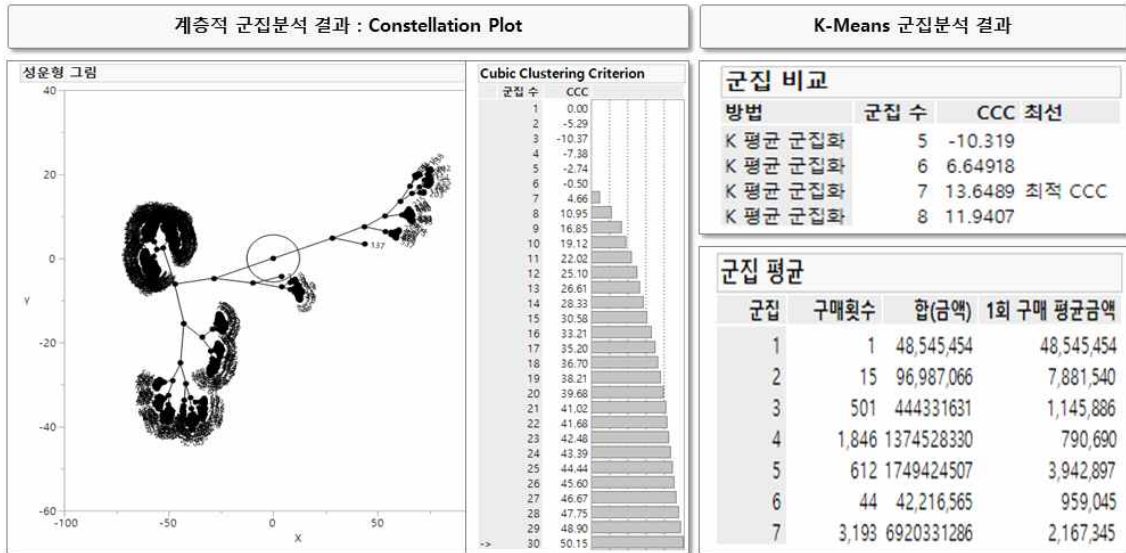 계층적 군집분석 결과 : Constellation Plot
K-Means 군집분석 결과
성운형 그림
40
20
0
-20
-40
-60
Y
-100
-50
0
50
X
137
Cubic Clustering Criterion
군집 수 CCC
1 0.00
2 -5.29
3 -10.37
4 -7.38
5 -2.74
6 -0.50
7 4.66
8 10.95
9 16.85
10 19.12
11 22.02
12 25.10
13 26.61
14 28.33
15 30.58
16 33.21
17 35.20
18 36.70
19 38.21
20 39.68
21 41.02
22 41.68
23 42.48
24 43.39
25 44.44
26 45.60
27 46.67
28 47.75
29 48.90
-> 30 50.15
군집 비교
방법 군집 수 CCC 최선
K 평균 군집화 5 -10.319
K 평균 군집화 6 6.64918
K 평균 군집화 7 13.6489 최적 CCC
K 평균 군집화 8 11.9407
군집 평균
군집 구매횟수 합(금액) 1회 구매 평균금액
1 1 48,545,454 48,545,454
2 15 96,987,066 7,881,540
3 501 444331631 1,145,886
4 1,846 1374528330 790,690
5 612 1749424507 3,942,897
6 44 42,216,565 959,045
7 3,193 6920331286 2,167,345